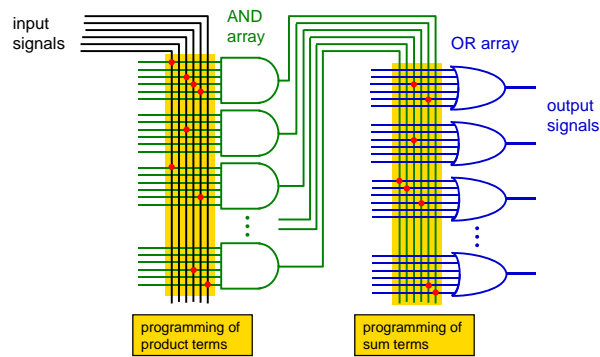 input
signals
AND
array
OR array
output
signals
programming of
product terms
programming of
sum terms